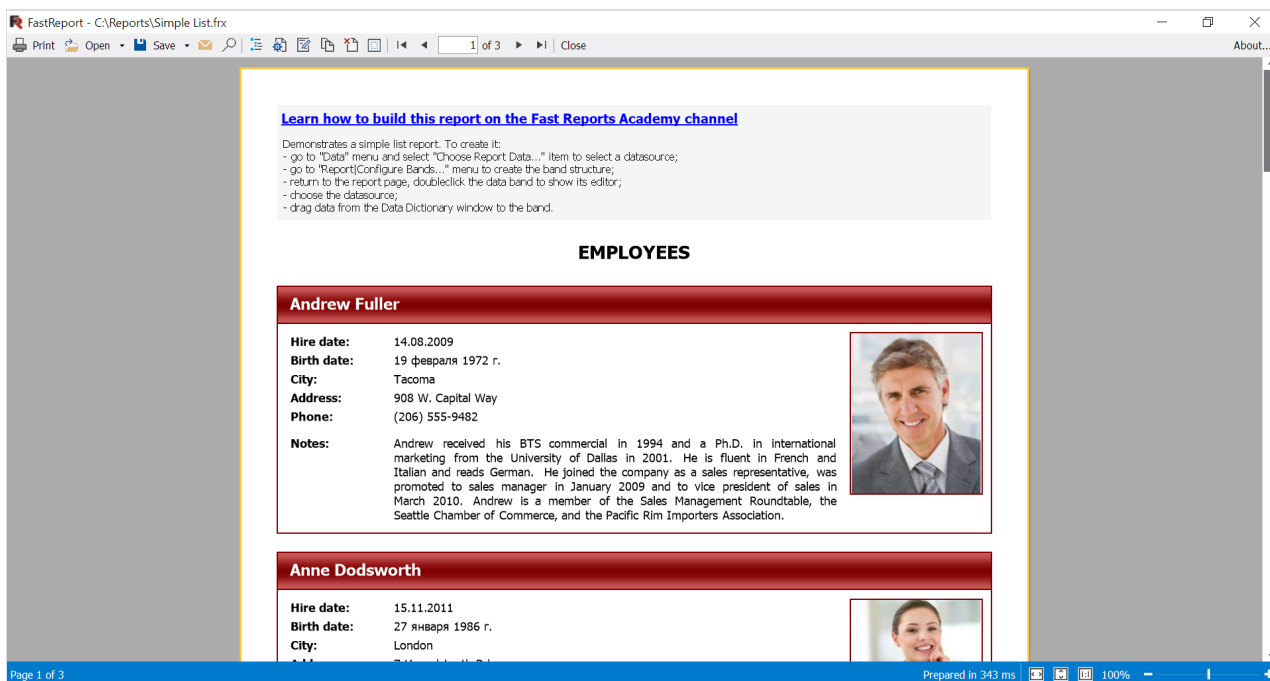 FastReport - C:\Reports\Simple List.frx
Print Open Save 1 of 3 Close About...
Learn how to build this report on the Fast Reports Academy channel
Demonstrates a simple list report. To create it:
- go to "Data" menu and select "Choose Report Data..." item to select a datasource;
- go to "Report|Configure Bands..." menu to create the band structure;
- return to the report page, doubleclick the data band to show its editor;
- choose the datasource;
- drag data from the Data Dictionary window to the band.
EMPLOYEES
Andrew Fuller
Hire date: 14.08.2009
Birth date: 19 февраля 1972 г.
City: Tacoma
Address: 908 W. Capital Way
Phone: (206) 555-9482
Notes: Andrew received his BTS commercial in 1994 and a Ph.D. in international
marketing from the University of Dallas in 2001. He is fluent in French and
Italian and reads German. He joined the company as a sales representative, was
promoted to sales manager in January 2009 and to vice president of sales in
March 2010. Andrew is a member of the Sales Management Roundtable, the
Seattle Chamber of Commerce, and the Pacific Rim Importers Association.
Anne Dodsworth
Hire date: 15.11.2011
Birth date: 27 января 1986 г.
City: London
Page 1 of 3 Prepared in 343 ms 1:1 100%